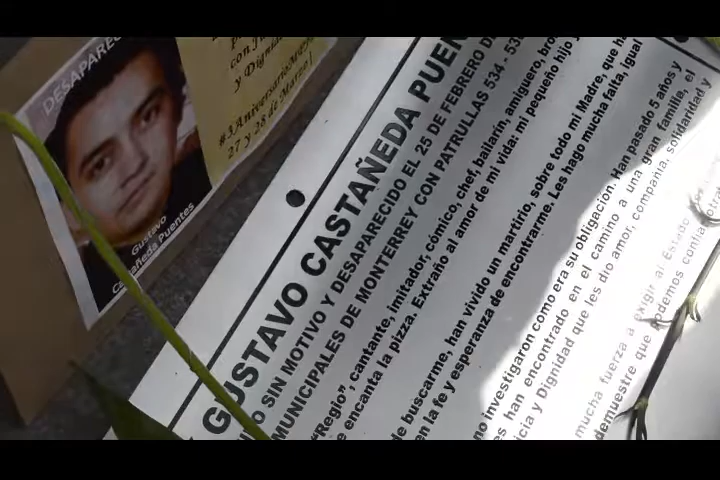 con
y Dignid
#3Aniversario
27 y 28 de Marzo]
Gustavo
Castañeda Puentes
GUSTAVO CASTAÑEDA PUEN
SIN MOTIVO Y DESAPARECIDO EL 25 DE FEBRERO D
MUNICIPALES DE MONTERREY CON PATRULLAS 534 - 53
"Regio", cantante, imitador, cómico, chef, bailarín, amiguero, bro
e encanta la pizza. Extraño al amor de mi vida: mi pequeño hijo
de buscarme, han vivido un martirio, sobre todo mi Madre, que ha
en la fe y esperanza de encontrarme. Les hago mucha falta, igual
no investigaron como era su obligación. Han pasado 5 años y
es han encontrado en el camino a una gran familia, el
icia y Dignidad que les dio amor, compañía, solidaridad y
mucha fuerza a exigir al Estado
demuestre que Podemos confia